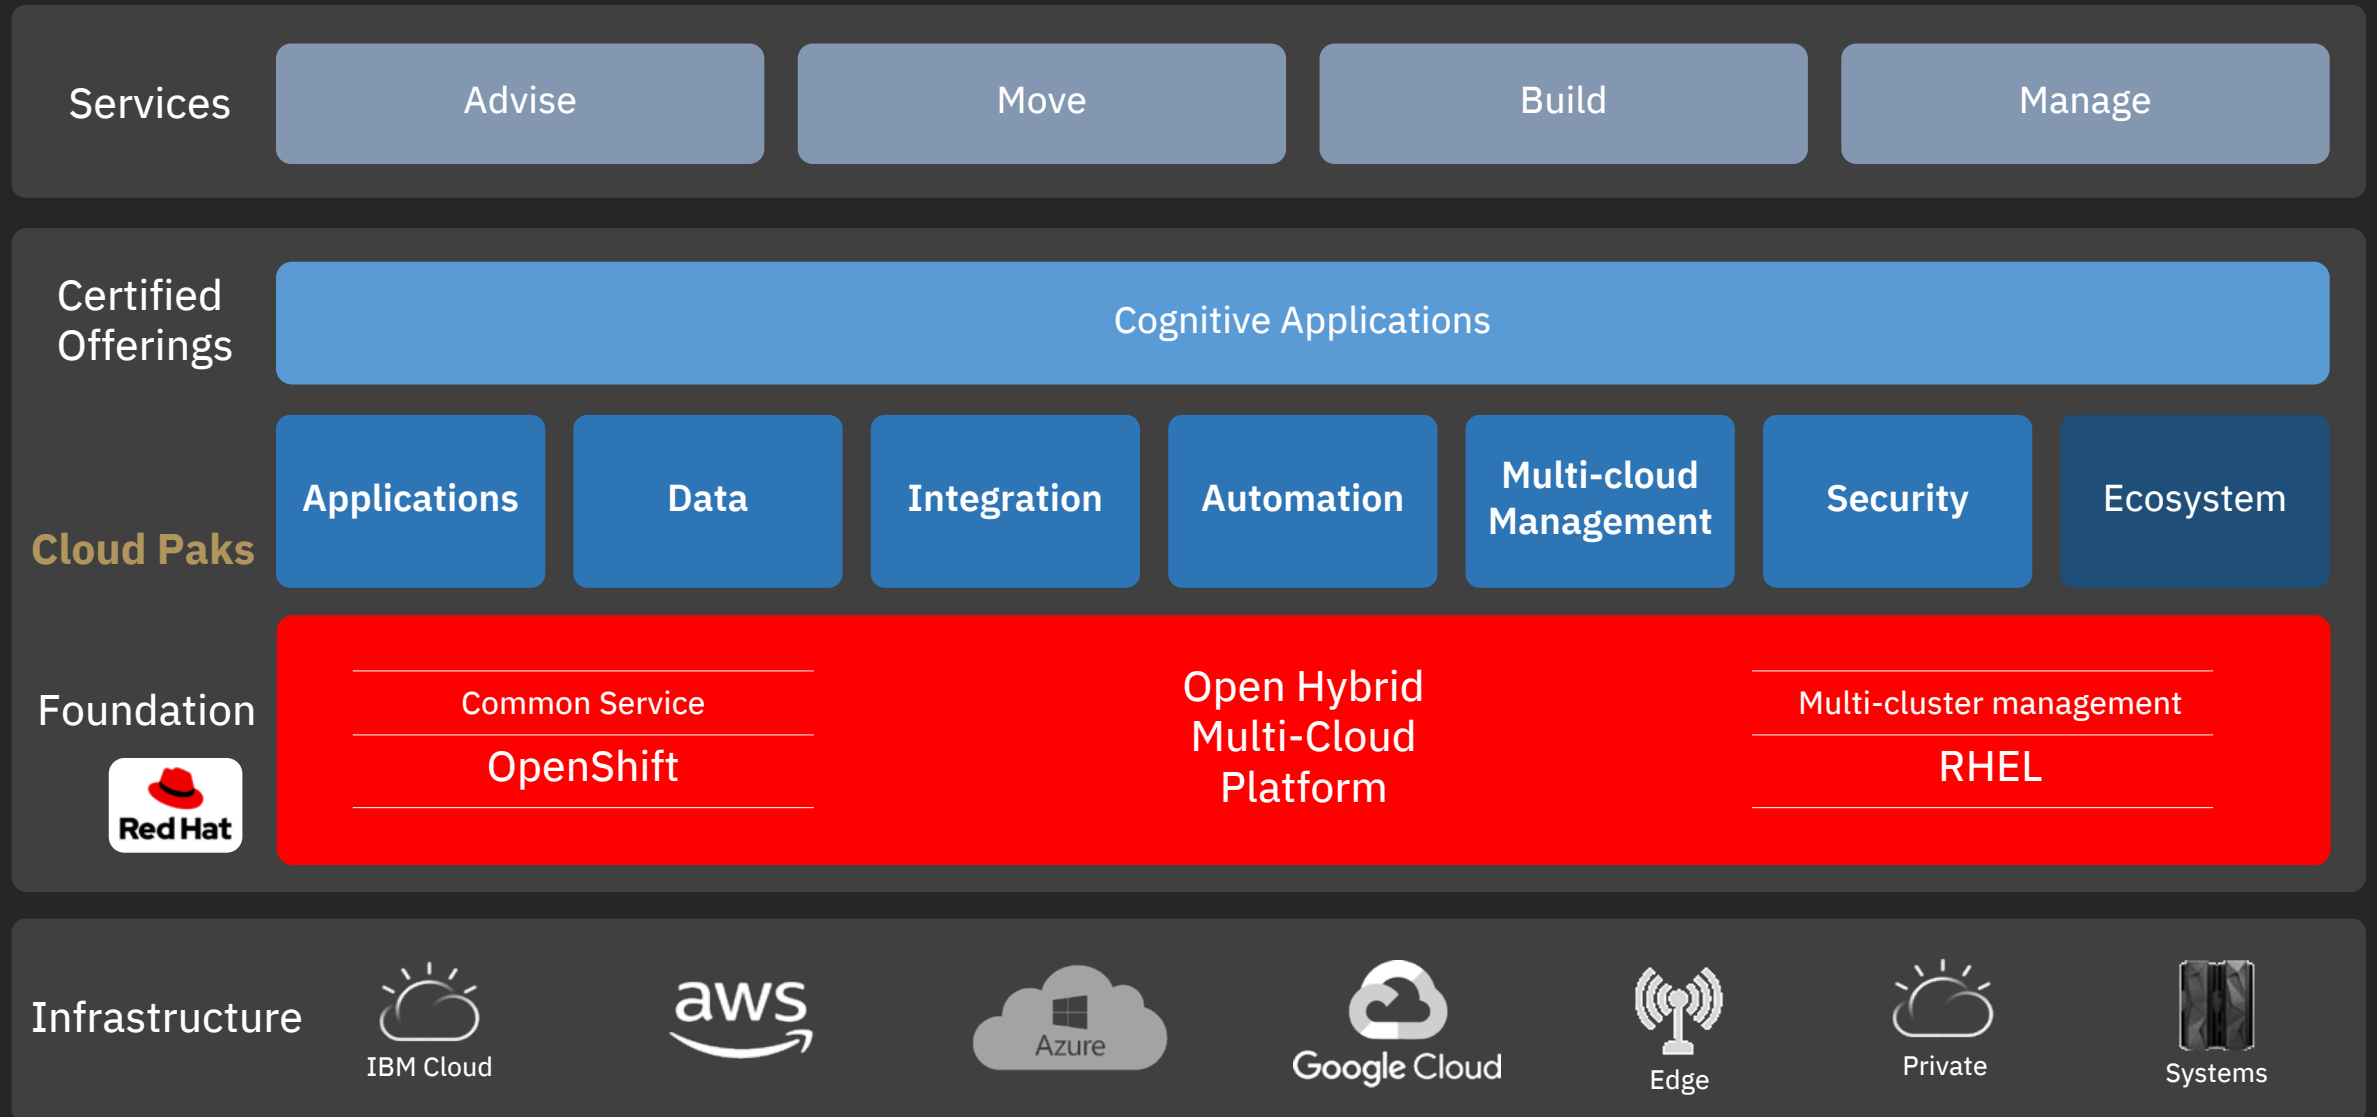 Services
Advise
Move
Build
Manage
Certified
Offerings
Cognitive Applications
Cloud Paks
Applications
Data
Integration
Automation
Multi-cloud
Management
Security
Ecosystem
Foundation
Red Hat
Common Service
OpenShift
Open Hybrid
Multi-Cloud
Platform
Multi-cluster management
RHEL
Infrastructure
IBM Cloud
aws
Azure
Google Cloud
Edge
Private
Systems